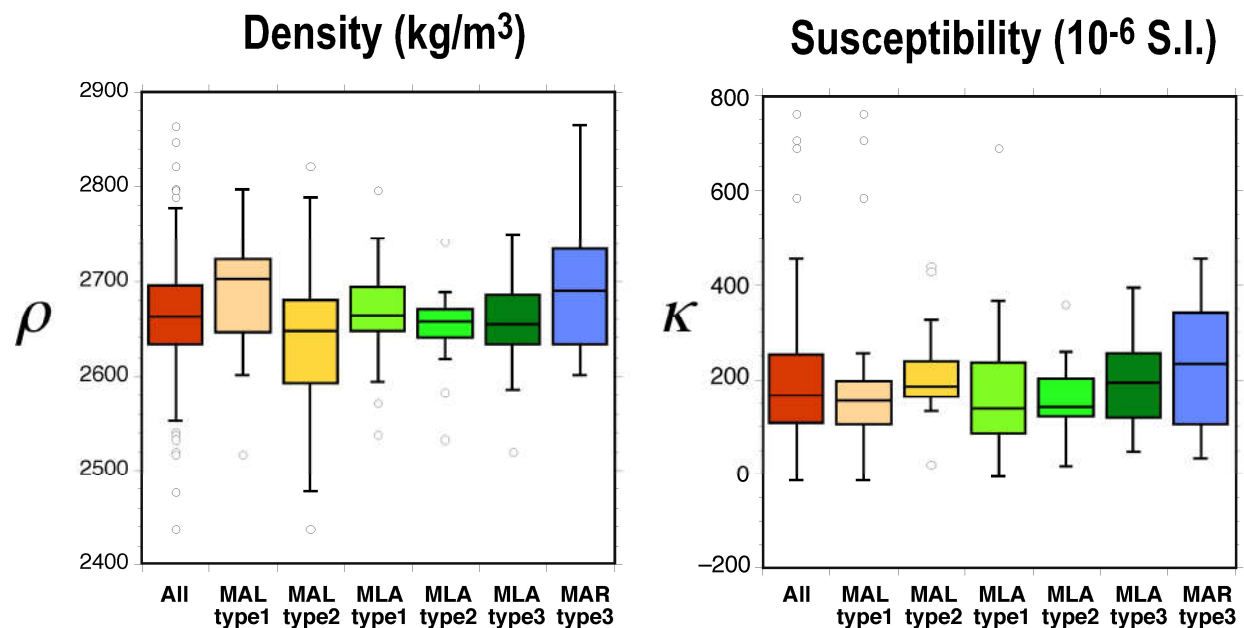 Density (kg/m³)
2900
2800
2700
2600
2500
2400
ρ
All
MAL
type1
MAL
type2
MLA
type1
MLA
type2
MLA
type3
MAR
type3
Susceptibility (10⁻⁶ S.I.)
800
600
400
200
0
–200
κ
All
MAL
type1
MAL
type2
MLA
type1
MLA
type2
MLA
type3
MAR
type3